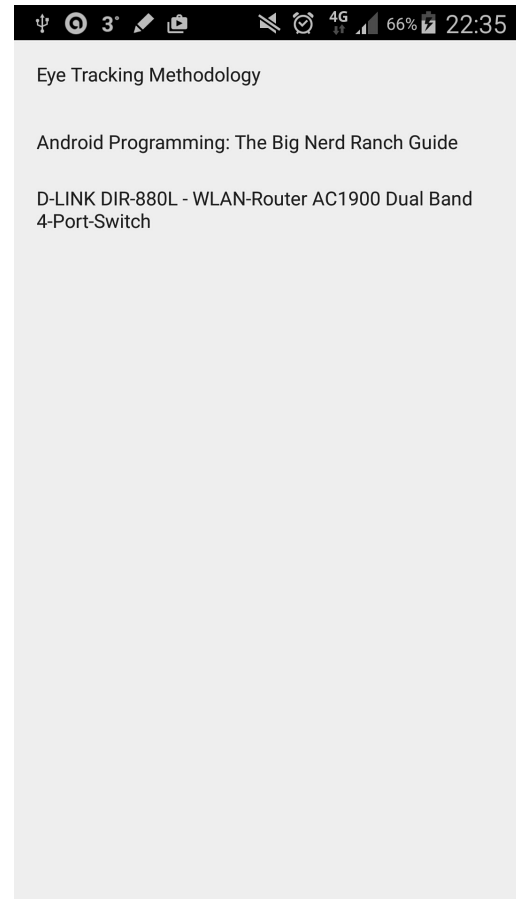 3° 4G 66% 22:35
Eye Tracking Methodology
Android Programming: The Big Nerd Ranch Guide
D-LINK DIR-880L - WLAN-Router AC1900 Dual Band
4-Port-Switch